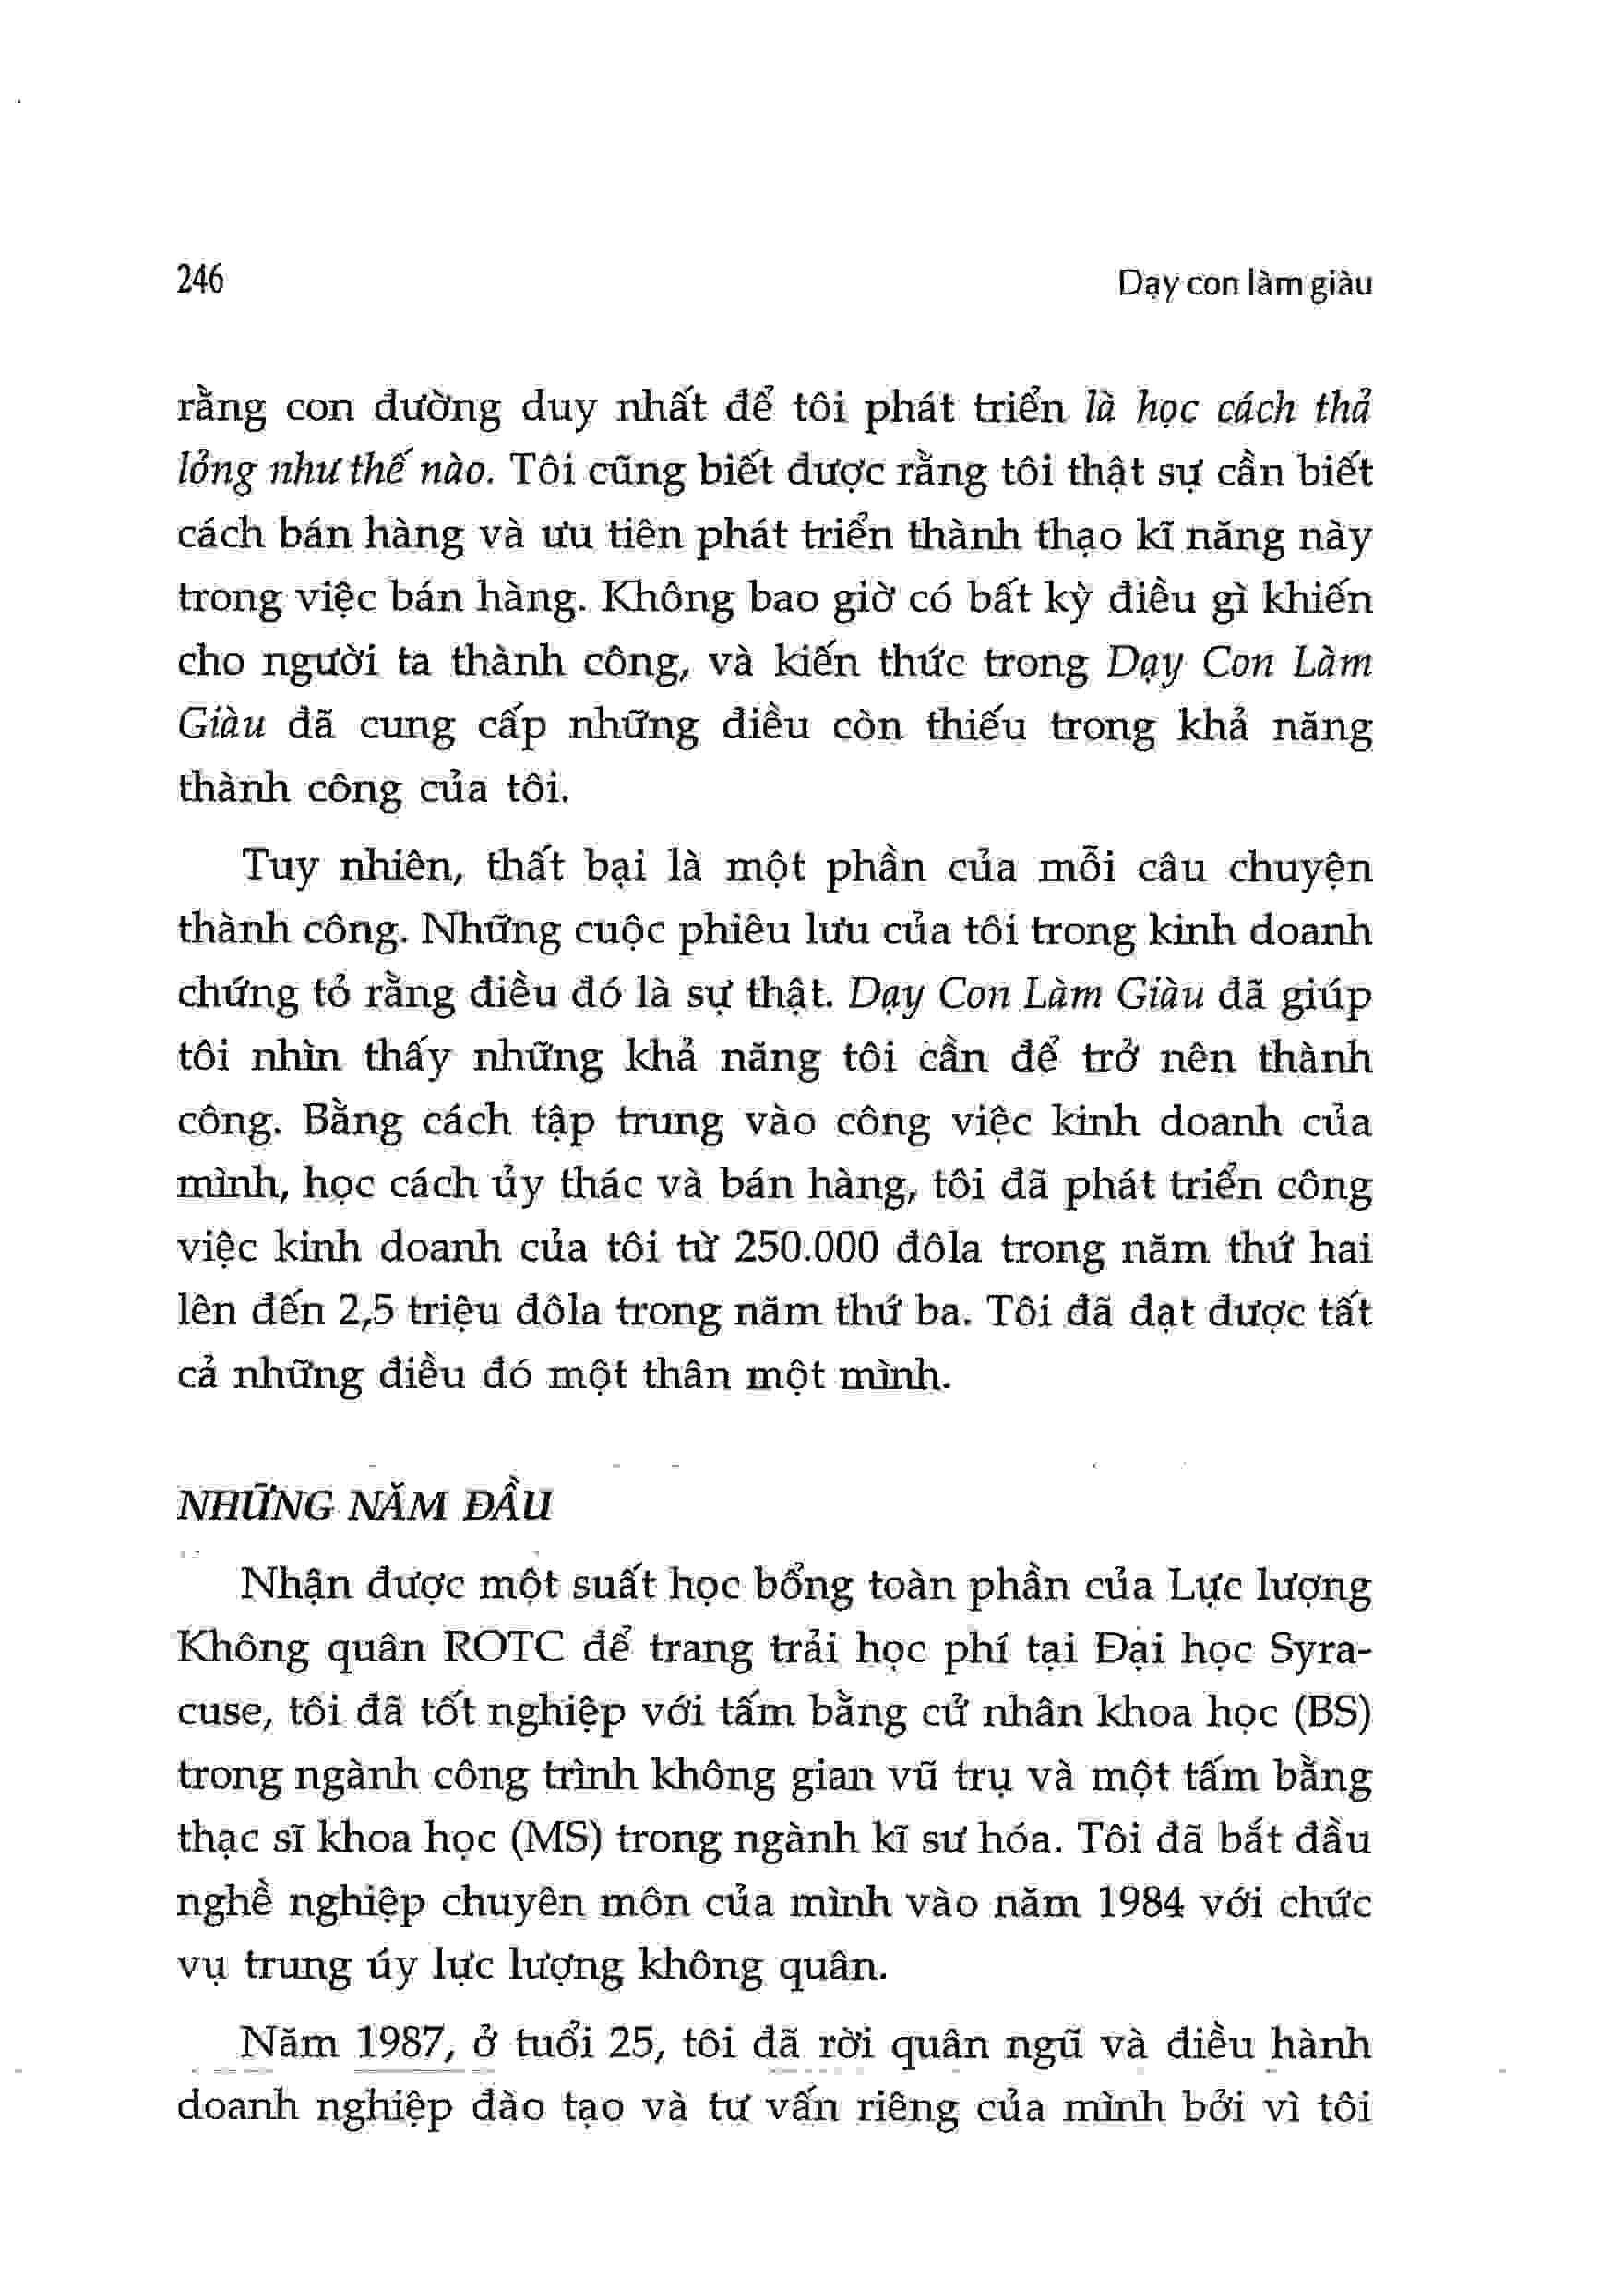 246
Dạy con làm giàu
rằng con đường duy nhất để tôi phát triển là học cách thả
lỏng như thế nào. Tôi cũng biết được rằng tôi thật sự cần biết
cách bán hàng và ưu tiên phát triển thành thạo kĩ năng này
trong việc bán hàng. Không bao giờ có bất kỳ điều gì khiến
cho người ta thành công, và kiến thức trong Dạy Con Làm
Giàu đã cung cấp những điều còn thiếu trong khả năng
thành công của tôi.
Tuy nhiên, thất bại là một phần của mỗi câu chuyện
thành công. Những cuộc phiêu lưu của tôi trong kinh doanh
chứng tỏ rằng điều đó là sự thật. Dạy Con Làm Giàu đã giúp
tôi nhìn thấy những khả năng tôi cần để trở nên thành
công. Bằng cách tập trung vào công việc kinh doanh của
mình, học cách ủy thác và bán hàng, tôi đã phát triển công
việc kinh doanh của tôi từ 250.000 đôla trong năm thứ hai
lên đến 2,5 triệu đôla trong năm thứ ba. Tôi đã đạt được tất
cả những điều đó một thân một mình.
NHỮNG NĂM ĐẦU
Nhận được một suất học bổng toàn phần của Lực lượng
Không quân ROTC để trang trải học phí tại Đại học Syra-
cuse, tôi đã tốt nghiệp với tấm bằng cử nhân khoa học (BS)
trong ngành công trình không gian vũ trụ và một tấm bằng
thạc sĩ khoa học (MS) trong ngành kĩ sư hóa. Tôi đã bắt đầu
nghề nghiệp chuyên môn của mình vào năm 1984 với chức
vụ trung úy lực lượng không quân.
Năm 1987, ở tuổi 25, tôi đã rời quân ngũ và điều hành
doanh nghiệp đào tạo và tư vấn riêng của mình bởi vì tôi